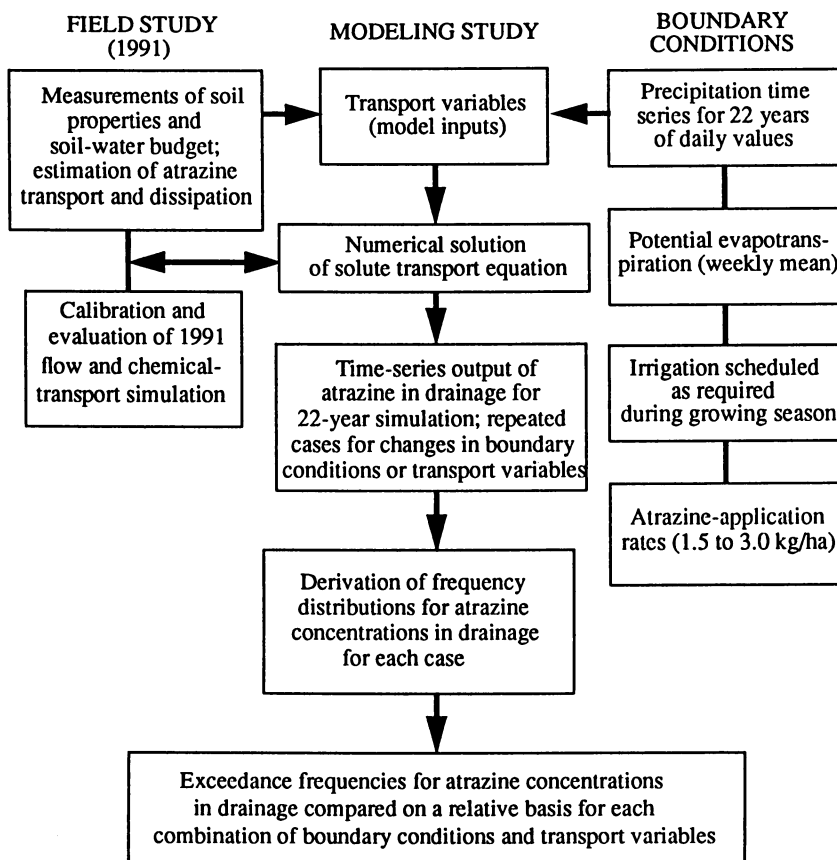 FIELD STUDY
(1991)
MODELING STUDY
BOUNDARY
CONDITIONS
Measurements of soil
properties and
soil-water budget;
estimation of atrazine
transport and dissipation
Transport variables
(model inputs)
Precipitation time
series for 22 years
of daily values
Numerical solution
of solute transport equation
Potential evapotrans-
piration (weekly mean)
Calibration and
evaluation of 1991
flow and chemical-
transport simulation
Time-series output of
atrazine in drainage for
22-year simulation; repeated
cases for changes in boundary
conditions or transport variables
Irrigation scheduled
as required
during growing season
Atrazine-application
rates (1.5 to 3.0 kg/ha)
Derivation of frequency
distributions for atrazine
concentrations in drainage
for each case
Exceedance frequencies for atrazine concentrations
in drainage compared on a relative basis for each
combination of boundary conditions and transport variables